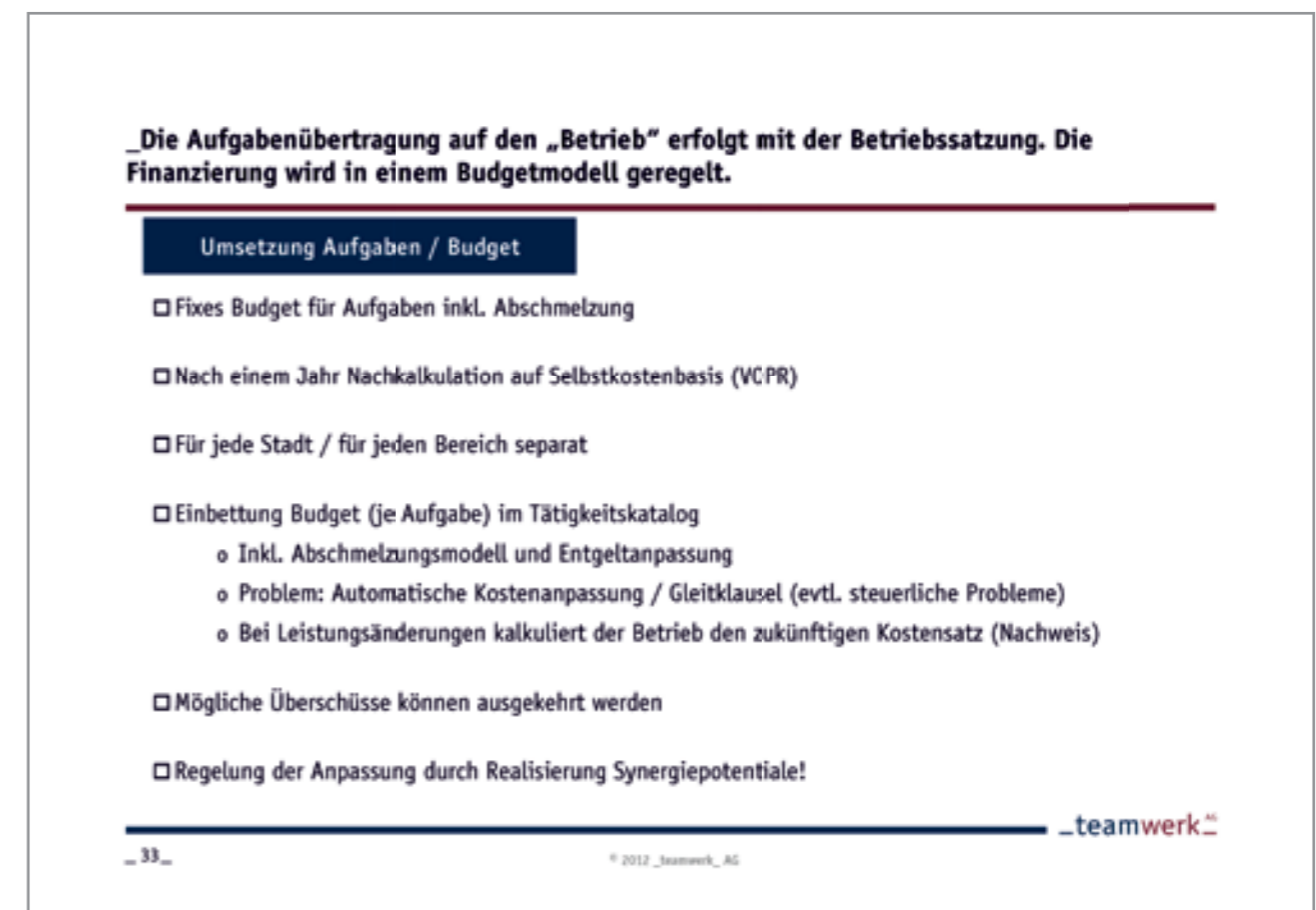 _Die Aufgabenübertragung auf den „Betrieb“ erfolgt mit der Betriebssatzung. Die
Finanzierung wird in einem Budgetmodell geregelt.
Umsetzung Aufgaben / Budget
□ Fixes Budget für Aufgaben inkl. Abschmelzung
□ Nach einem Jahr Nachkalkulation auf Selbstkostenbasis (VOPR)
□ Für jede Stadt / für jeden Bereich separat
□ Einbettung Budget (je Aufgabe) im Tätigkeitskatalog
o Inkl. Abschmelzungsmodell und Entgeltanpassung
o Problem: Automatische Kostenanpassung / Gleitklausel (evtl. steuerliche Probleme)
o Bei Leistungsänderungen kalkuliert der Betrieb den zukünftigen Kostensatz (Nachweis)
□ Mögliche Überschüsse können ausgekehrt werden
□ Regelung der Anpassung durch Realisierung Synergiepotentiale!
_teamwerk_ AG
_ 33_
© 2012 _teamwerk_ AG